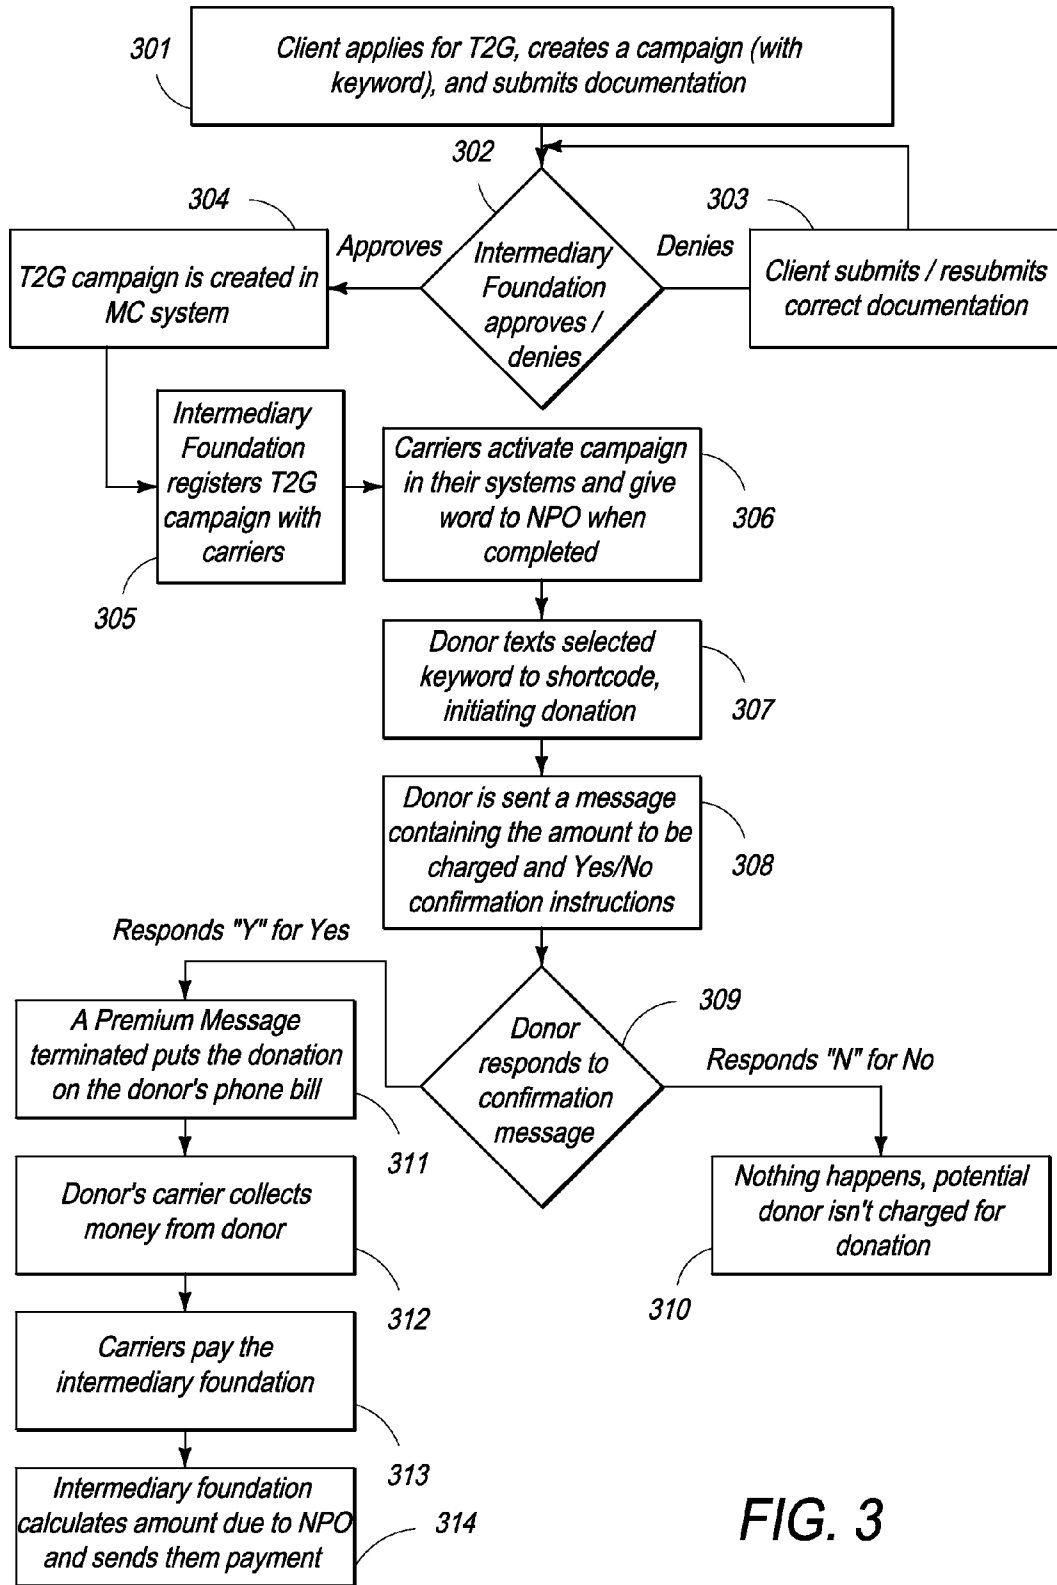 301
Client applies for T2G, creates a campaign (with
keyword), and submits documentation
302
304
303
Approves
Denies
T2G campaign is created in
MC system
Intermediary
Foundation
approves /
denies
Client submits / resubmits
correct documentation
Intermediary
Foundation
registers T2G
campaign with
carriers
305
Carriers activate campaign
in their systems and give
word to NPO when
completed
306
Donor texts selected
keyword to shortcode,
initiating donation
307
Donor is sent a message
containing the amount to be
charged and Yes/No
confirmation instructions
308
Responds "Y" for Yes
309
Donor
responds to
confirmation
message
Responds "N" for No
A Premium Message
terminated puts the donation
on the donor's phone bill
311
Nothing happens, potential
donor isn't charged for
donation
310
Donor's carrier collects
money from donor
312
Carriers pay the
intermediary foundation
313
Intermediary foundation
calculates amount due to NPO
and sends them payment
314
FIG. 3